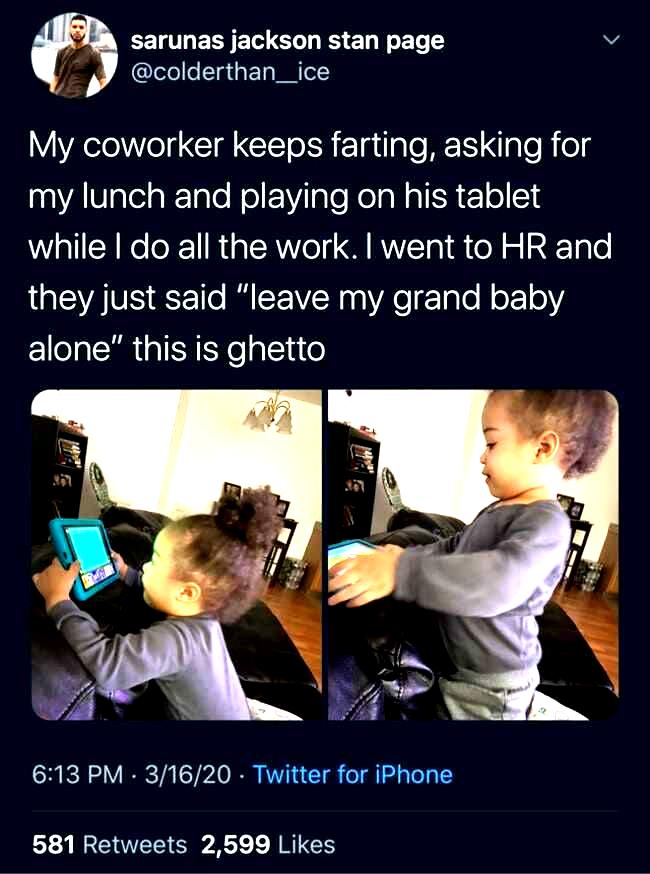 sarunas jackson stan page
@colderthan__ice
My coworker keeps farting, asking for
my lunch and playing on his tablet
while I do all the work. I went to HR and
they just said “leave my grand baby
alone” this is ghetto
6:13 PM · 3/16/20 · Twitter for iPhone
581 Retweets 2,599 Likes